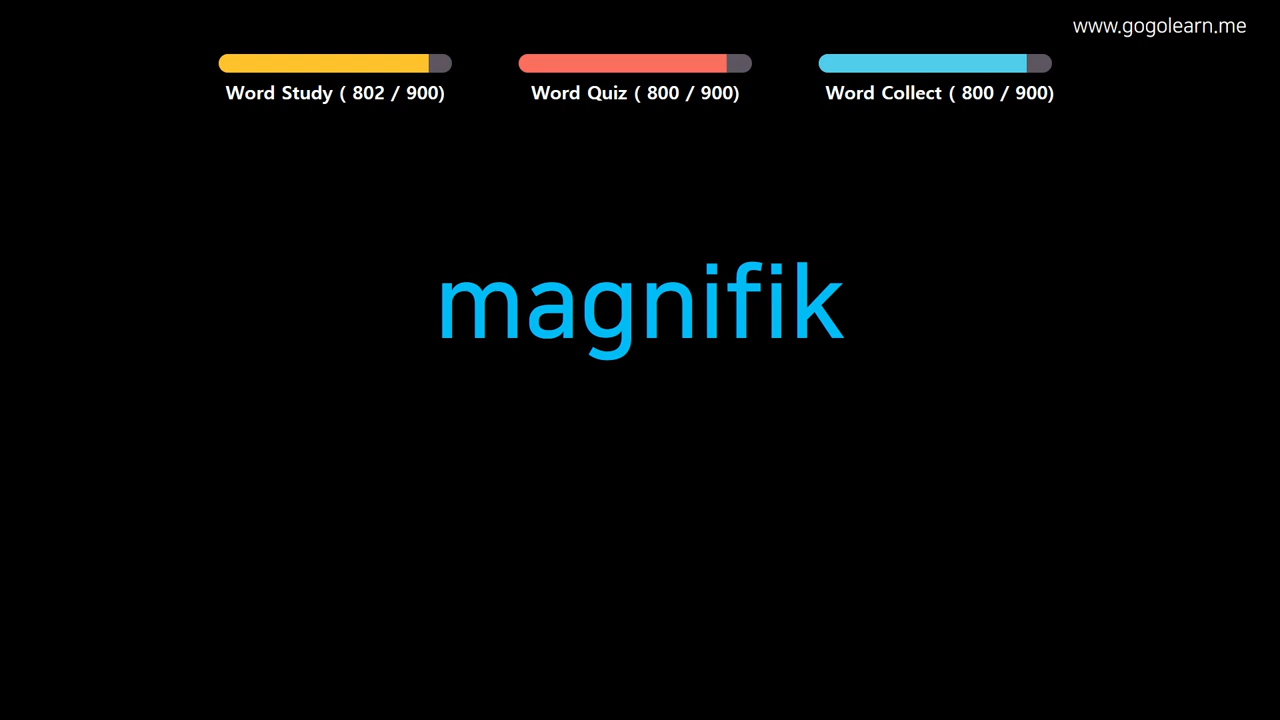 www.gogolearn.me
Word Study ( 802 / 900)
Word Quiz ( 800 / 900)
Word Collect ( 800 / 900)
magnifik